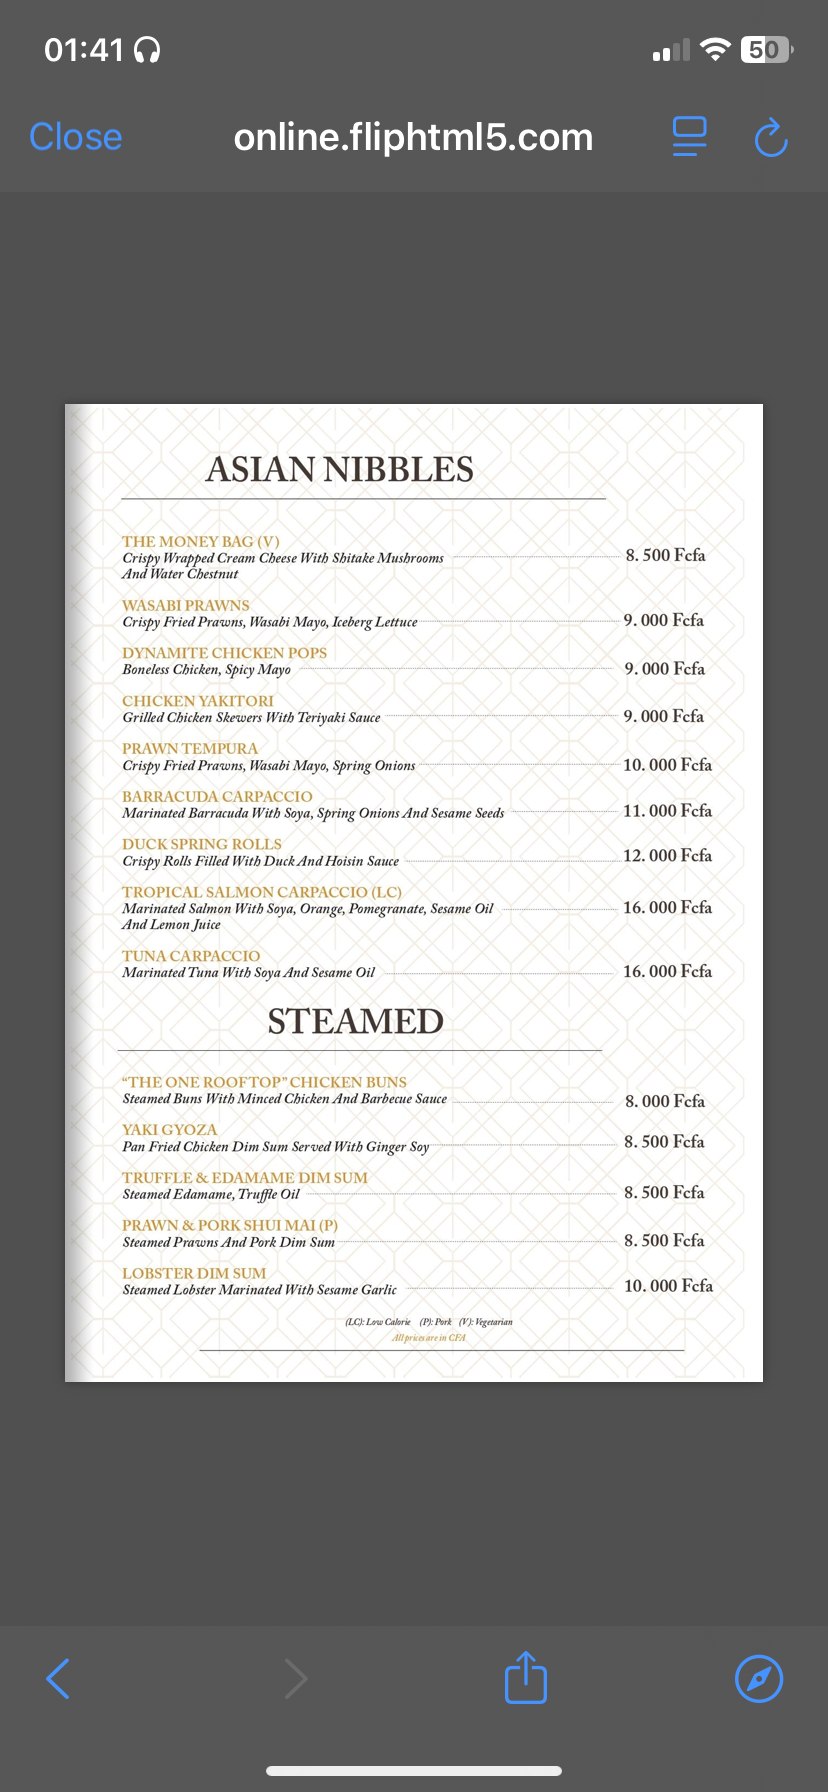 01:41
50
Close
online.fliphtml5.com
ASIAN NIBBLES
THE MONEY BAG (V)
Crispy Wrapped Cream Cheese With Shitake Mushrooms
And Water Chestnut
8. 500 Fcfa
WASABI PRAWNS
Crispy Fried Prawns, Wasabi Mayo, Iceberg Lettuce
9. 000 Fcfa
DYNAMITE CHICKEN POPS
Boneless Chicken, Spicy Mayo
9. 000 Fcfa
CHICKEN YAKITORI
Grilled Chicken Skewers With Teriyaki Sauce
9. 000 Fcfa
PRAWN TEMPURA
Crispy Fried Prawns, Wasabi Mayo, Spring Onions
10. 000 Fcfa
BARRACUDA CARPACCIO
Marinated Barracuda With Soya, Spring Onions And Sesame Seeds
11. 000 Fcfa
DUCK SPRING ROLLS
Crispy Rolls Filled With Duck And Hoisin Sauce
12. 000 Fcfa
TROPICAL SALMON CARPACCIO (LC)
Marinated Salmon With Soya, Orange, Pomegranate, Sesame Oil
And Lemon Juice
16. 000 Fcfa
TUNA CARPACCIO
Marinated Tuna With Soya And Sesame Oil
16. 000 Fcfa
STEAMED
“THE ONE ROOFTOP” CHICKEN BUNS
Steamed Buns With Minced Chicken And Barbecue Sauce
8. 000 Fcfa
YAKI GYOZA
Pan Fried Chicken Dim Sum Served With Ginger Soy
8. 500 Fcfa
TRUFFLE & EDAMAME DIM SUM
Steamed Edamame, Truffle Oil
8. 500 Fcfa
PRAWN & PORK SHUI MAI (P)
Steamed Prawns And Pork Dim Sum
8. 500 Fcfa
LOBSTER DIM SUM
Steamed Lobster Marinated With Sesame Garlic
10. 000 Fcfa
(LC): Low Calorie (P): Pork (V): Vegetarian
All prices are in CFA